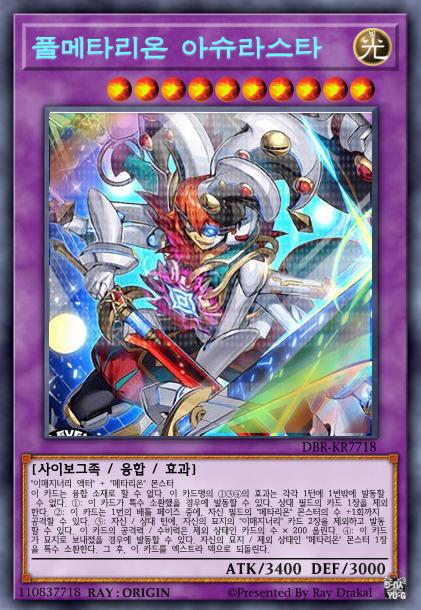 풀메타리온 아슈라스타
光
DBR-KR7718
[사이보그족 / 융합 / 효과]
"이매지너리 액터" + "메타리온" 몬스터
이 카드는 융합 소재로 할 수 없다. 이 카드명의 ①③④의 효과는 각각 1턴에 1번밖에 발동할
수 없다. ①: 이 카드가 특수 소환했을 경우에 발동할 수 있다. 상대 필드의 카드 1장을 제외
한다. ②: 이 카드는 1번의 배틀 페이즈 중에, 자신 필드의 "메타리온" 몬스터의 수 +1회까지
공격할 수 있다. ③: 자신 / 상대 턴에, 자신의 묘지의 "이매지너리" 카드 2장을 제외하고 발동
할 수 있다. 이 카드의 공격력 / 수비력은 제외 상태인 카드의 수 × 200 올린다. ④: 이 카드
가 묘지로 보내졌을 경우에 발동할 수 있다. 자신의 묘지 / 제외 상태인 "메타리온" 몬스터 1장
을 특수 소환한다. 그 후, 이 카드를 엑스트라 덱으로 되돌린다.
ATK/3400 DEF/3000
110837718 RAY : ORIGIN
©Presented By Ray Drakal